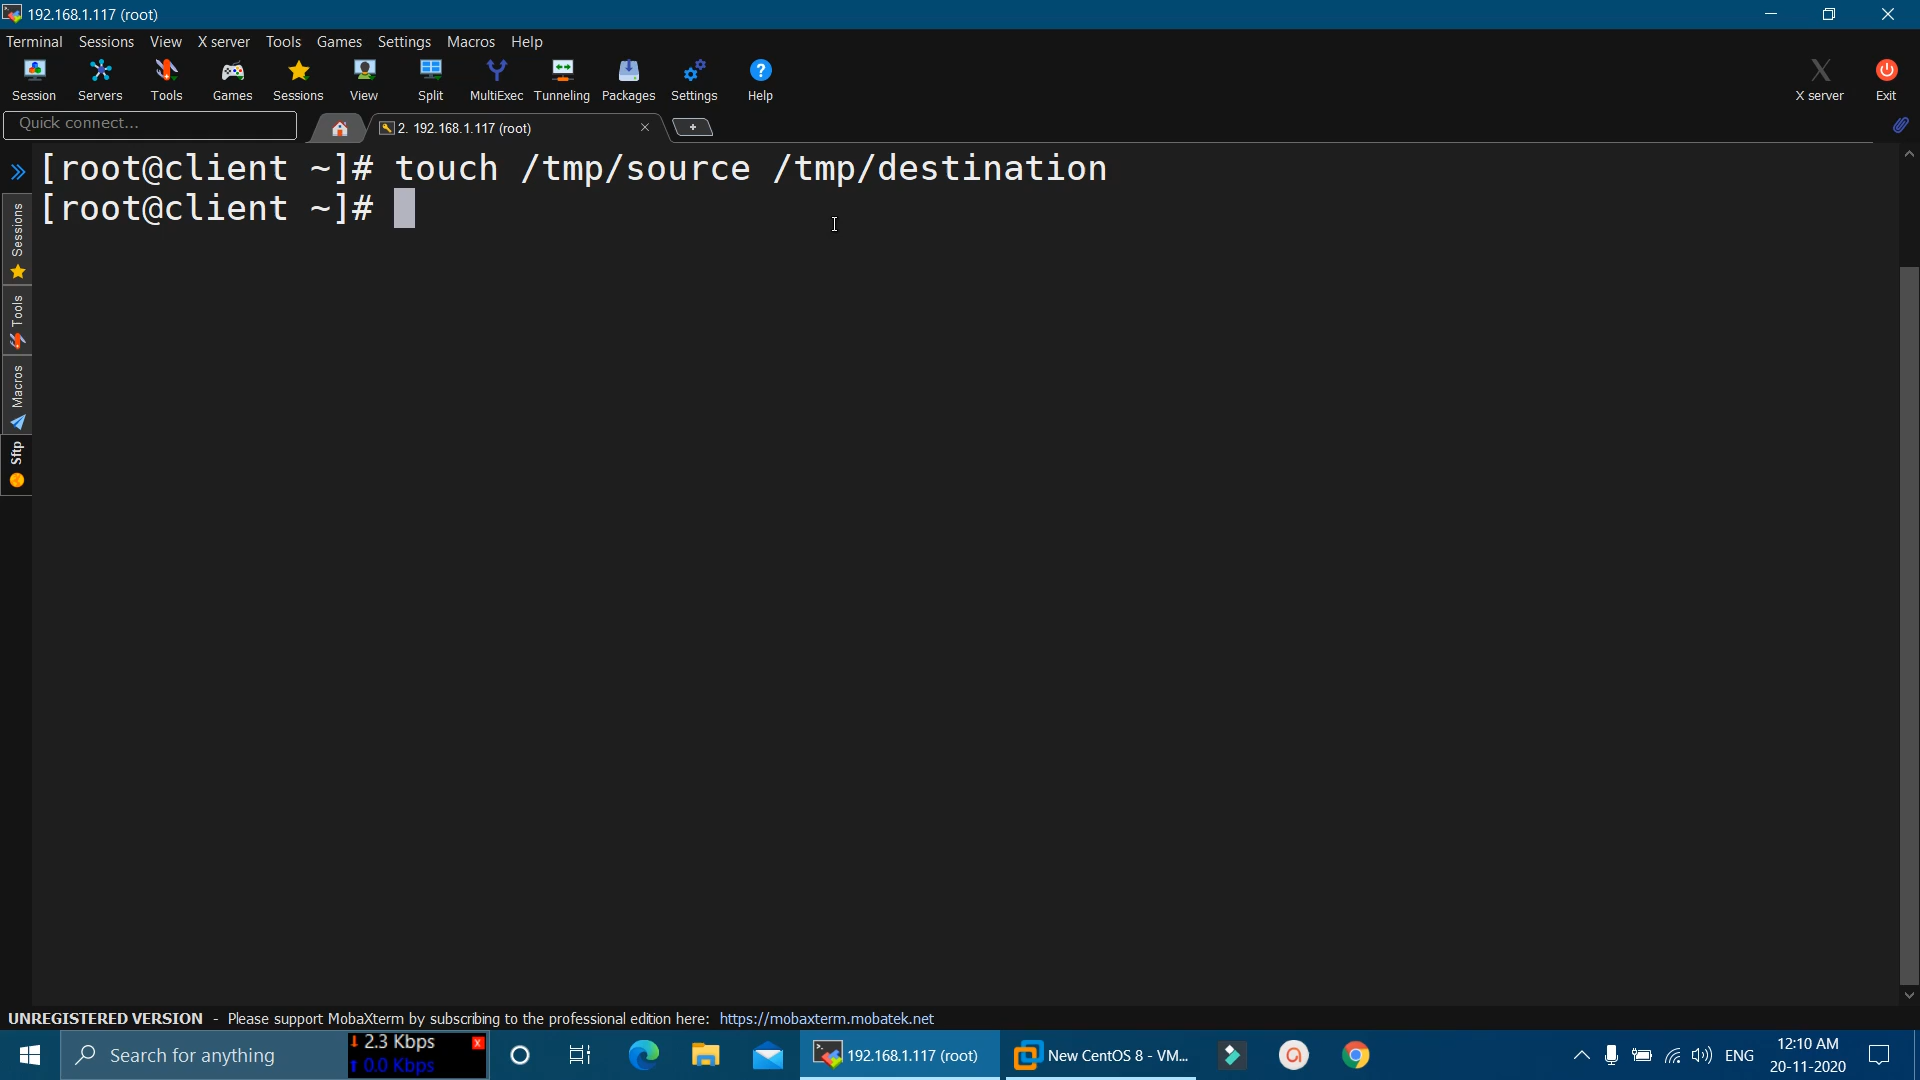 192.168.1.117 (root)
Terminal Sessions View X server Tools Games Settings Macros Help
Session Servers Tools Games Sessions View Split MultiExec Tunneling Packages Settings Help X server Exit
Quick connect... 2. 192.168.1.117 (root)
[root@client ~]# touch /tmp/source /tmp/destination
[root@client ~]#
Sessions
Tools
Macros
Sftp
UNREGISTERED VERSION - Please support MobaXterm by subscribing to the professional edition here: https://mobaxterm.mobatek.net
Search for anything
2.3 Kbps
0.0 Kbps
192.168.1.117 (root)
New CentOS 8 - VM...
ENG
12:10 AM
20-11-2020